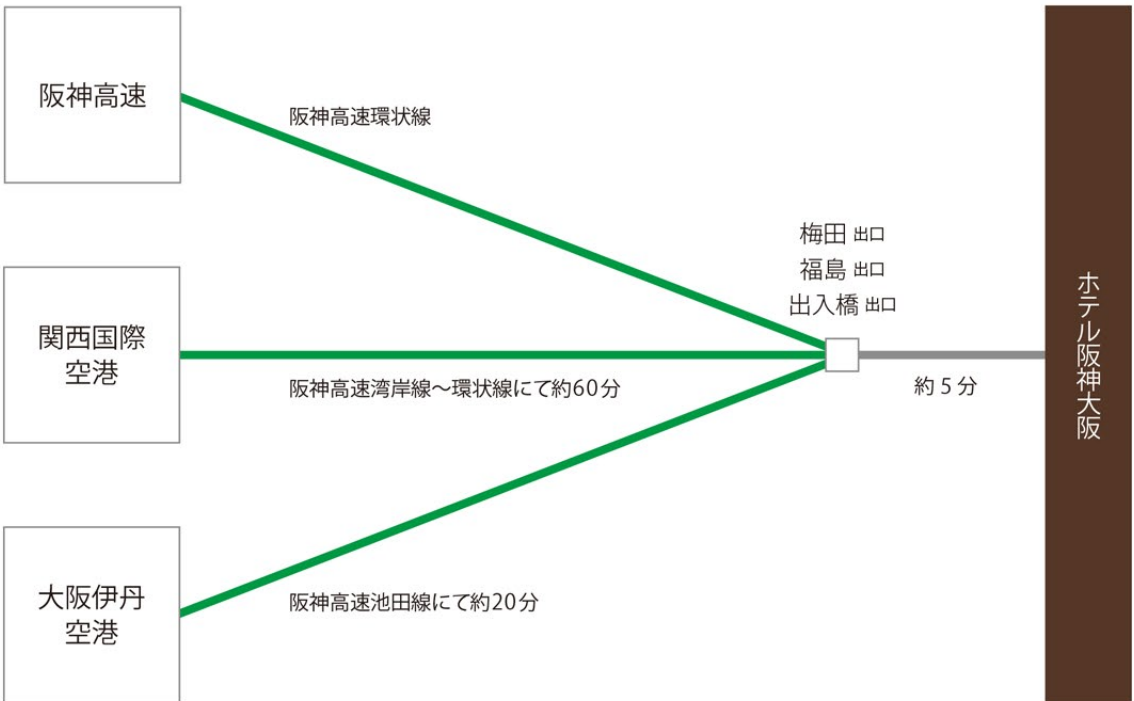 阪神高速
阪神高速環状線
梅田 出口
福島 出口
出入橋 出口
関西国際
空港
阪神高速湾岸線～環状線にて約60分
約5分
ホテル阪神大阪
大阪伊丹
空港
阪神高速池田線にて約20分